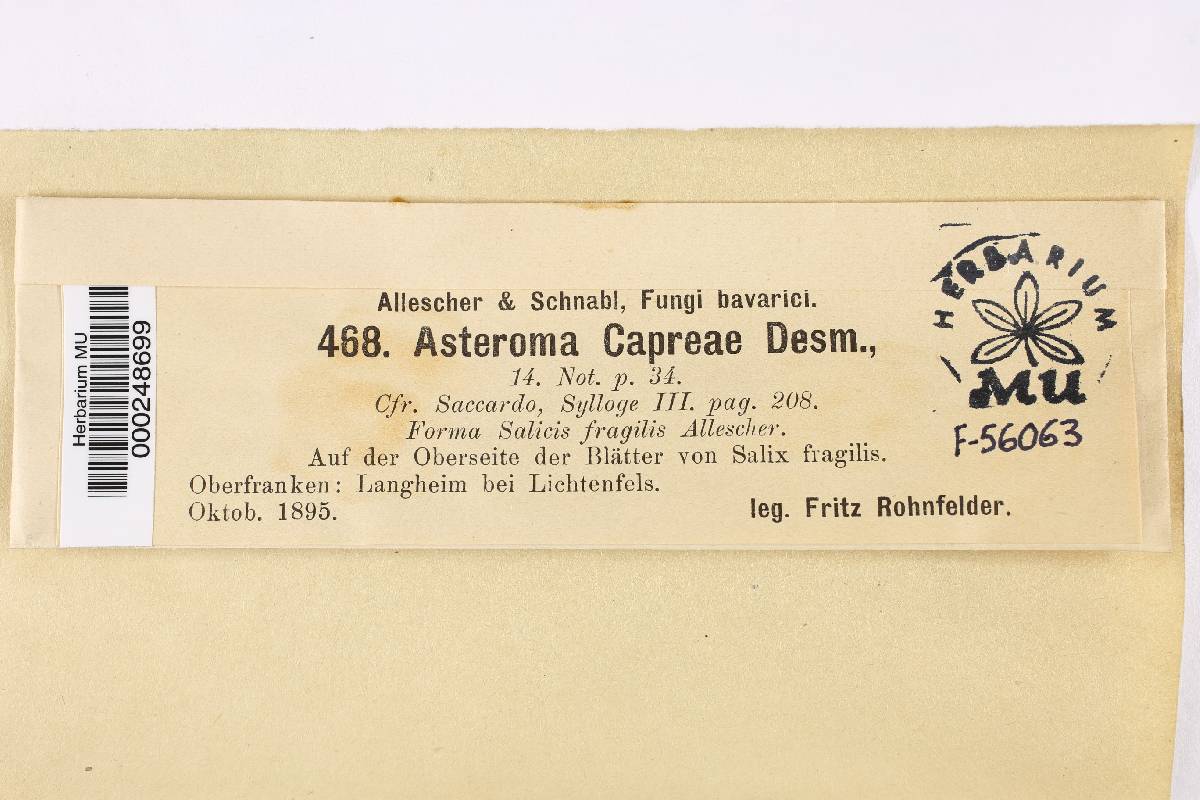 Allescher & Schnabl, Fungi bavarici.
468. Asteroma Capreae Desm.,
14. Not. p. 34.
Cfr. Saccardo, Sylloge III. pag. 208.
Forma Salicis fragilis Allescher.
Auf der Oberseite der Blätter von Salix fragilis.
Oberfranken: Langheim bei Lichtenfels.
Oktob. 1895.
leg. Fritz Rohnfelder.
Herbarium MU
000248699
HERBARIUM
MU
F-56063